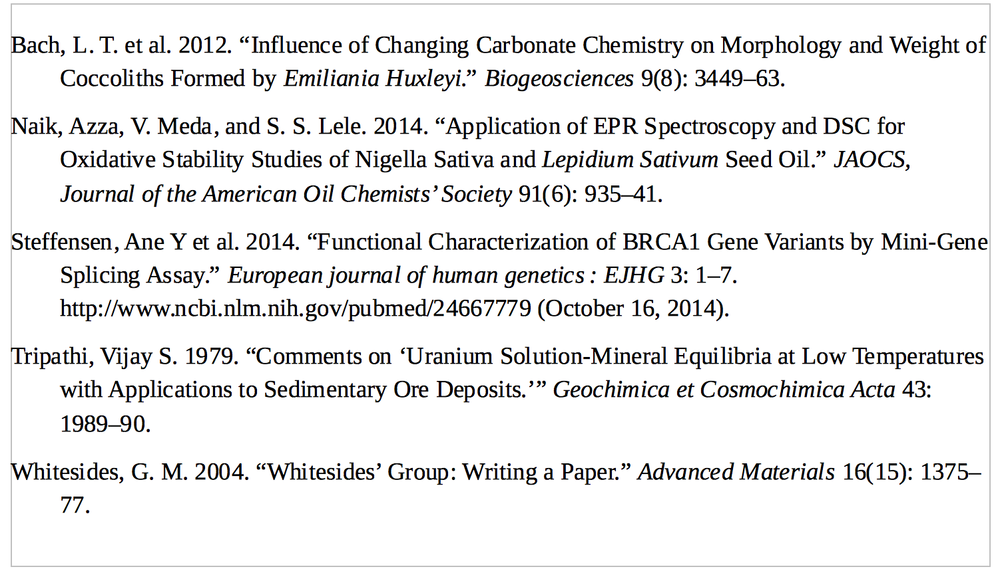 Bach, L. T. et al. 2012. “Influence of Changing Carbonate Chemistry on Morphology and Weight of
Coccoliths Formed by Emiliania Huxleyi.” Biogeosciences 9(8): 3449–63.
Naik, Azza, V. Meda, and S. S. Lele. 2014. “Application of EPR Spectroscopy and DSC for
Oxidative Stability Studies of Nigella Sativa and Lepidium Sativum Seed Oil.” JAOCS,
Journal of the American Oil Chemists’ Society 91(6): 935–41.
Steffensen, Ane Y et al. 2014. “Functional Characterization of BRCA1 Gene Variants by Mini-Gene
Splicing Assay.” European journal of human genetics : EJHG 3: 1–7.
http://www.ncbi.nlm.nih.gov/pubmed/24667779 (October 16, 2014).
Tripathi, Vijay S. 1979. “Comments on ‘Uranium Solution-Mineral Equilibria at Low Temperatures
with Applications to Sedimentary Ore Deposits.’” Geochimica et Cosmochimica Acta 43:
1989–90.
Whitesides, G. M. 2004. “Whitesides’ Group: Writing a Paper.” Advanced Materials 16(15): 1375–
77.